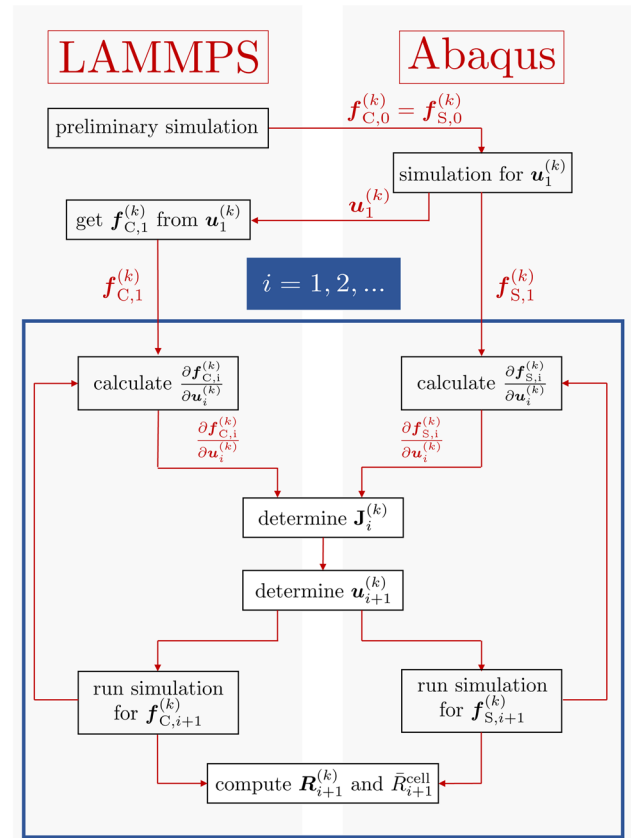 LAMMPS
Abaqus
preliminary simulation
f_{C,0}^{(k)} = f_{S,0}^{(k)}
simulation for u_1^{(k)}
u_1^{(k)}
get f_{C,1}^{(k)} from u_1^{(k)}
f_{C,1}^{(k)}
i = 1, 2, ...
f_{S,1}^{(k)}
calculate ∂f_{C,i}^{(k)}/∂u_i^{(k)}
calculate ∂f_{S,i}^{(k)}/∂u_i^{(k)}
∂f_{C,i}^{(k)}/∂u_i^{(k)}
∂f_{S,i}^{(k)}/∂u_i^{(k)}
determine J_i^{(k)}
determine u_{i+1}^{(k)}
run simulation
for f_{C,i+1}^{(k)}
run simulation
for f_{S,i+1}^{(k)}
compute R_{i+1}^{(k)} and R̄_{i+1}^{cell}